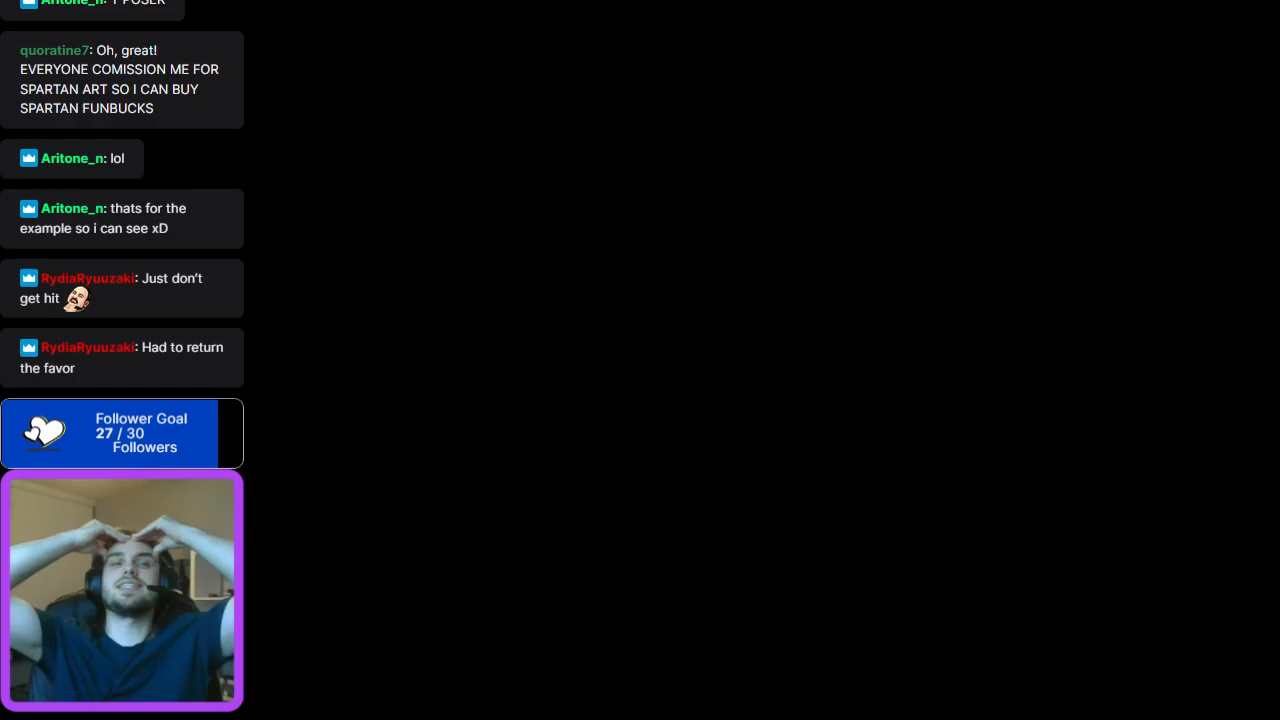 Aritone_n: T POSER
quoratine7: Oh, great!
EVERYONE COMISSION ME FOR
SPARTAN ART SO I CAN BUY
SPARTAN FUNBUCKS
Aritone_n: lol
Aritone_n: thats for the
example so i can see xD
RydiaRyuuzaki: Just don't
get hit
RydiaRyuuzaki: Had to return
the favor
Follower Goal
27 / 30
Followers